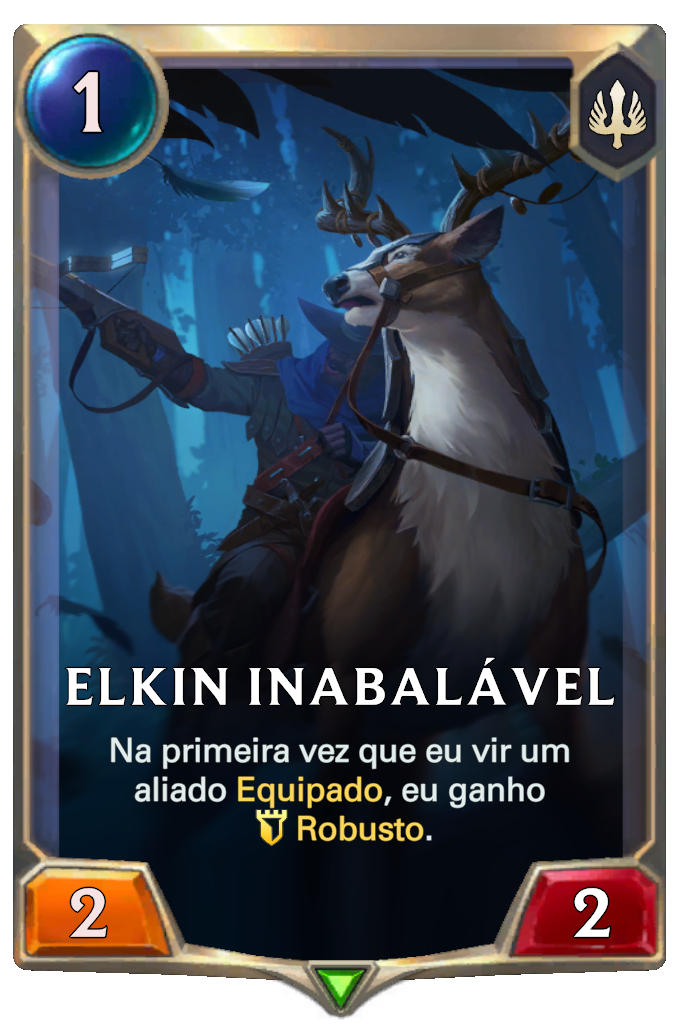 1
ELKIN INABALÁVEL
Na primeira vez que eu vir um
aliado Equipado, eu ganho
Robusto.
2
2